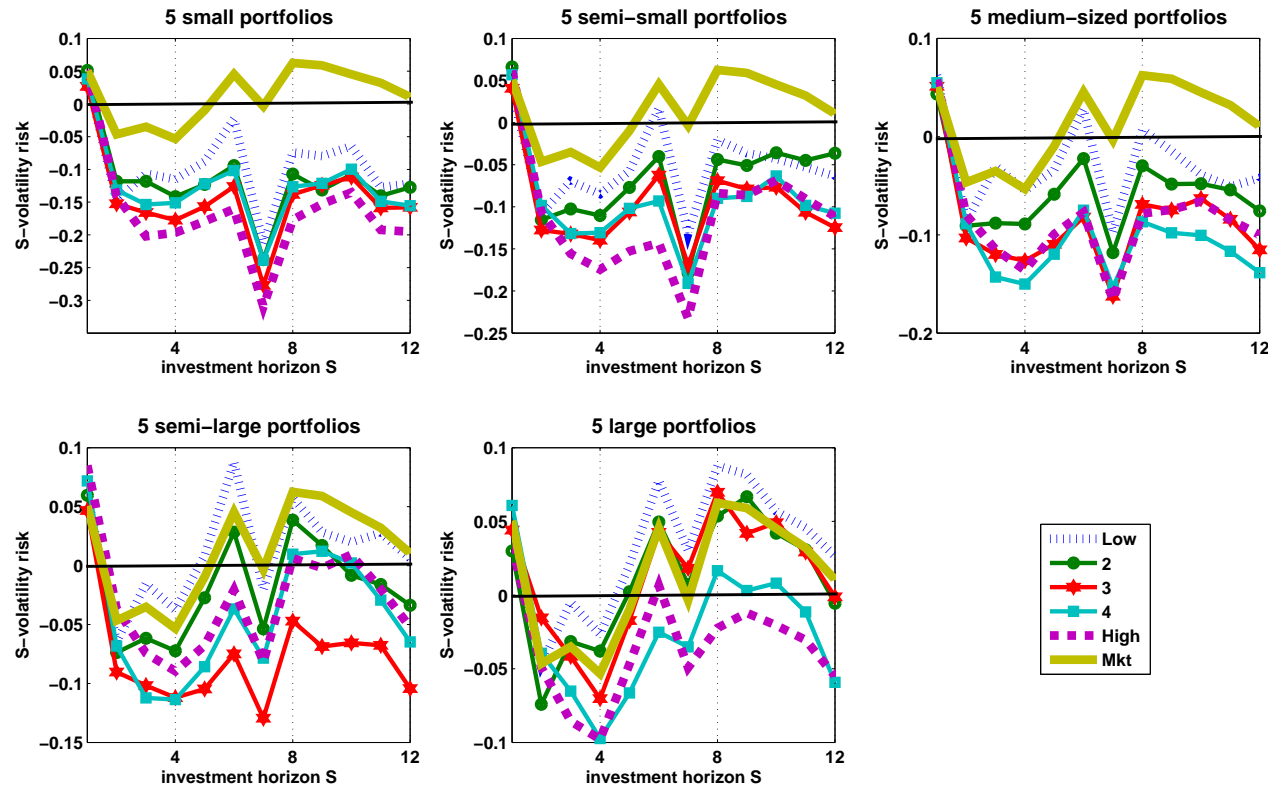 5 small portfolios
0.1
0.05
0
−0.05
−0.1
−0.15
−0.2
−0.25
−0.3
S−volatility risk
4
8
12
investment horizon S
5 semi−small portfolios
0.1
0.05
0
−0.05
−0.1
−0.15
−0.2
−0.25
S−volatility risk
4
8
12
investment horizon S
5 medium−sized portfolios
0.1
0
−0.1
−0.2
S−volatility risk
4
8
12
investment horizon S
5 semi−large portfolios
0.1
0.05
0
−0.05
−0.1
−0.15
S−volatility risk
4
8
12
investment horizon S
5 large portfolios
0.1
0.05
0
−0.05
−0.1
S−volatility risk
4
8
12
investment horizon S
Low
2
3
4
High
Mkt